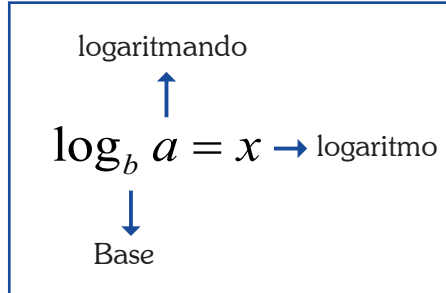 logaritmando
log_b a = x → logaritmo
Base